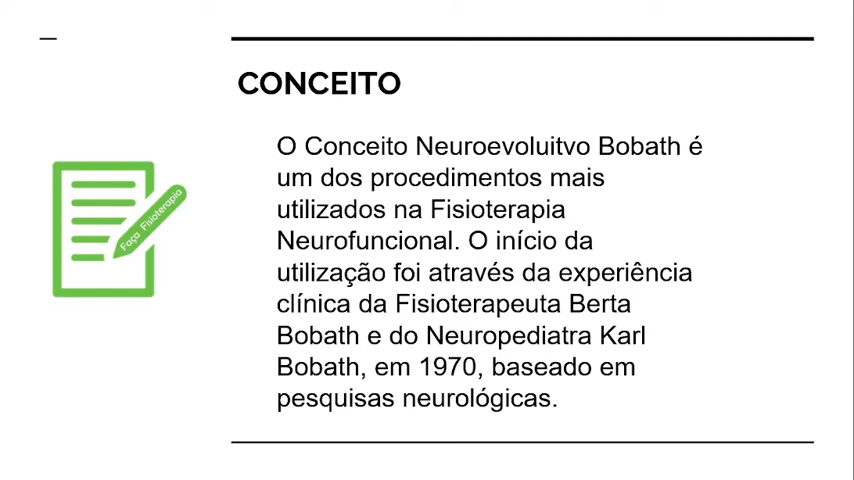 CONCEITO
O Conceito Neuroevoluitvo Bobath é
um dos procedimentos mais
utilizados na Fisioterapia
Neurofuncional. O início da
utilização foi através da experiência
clínica da Fisioterapeuta Berta
Bobath e do Neuropediatra Karl
Bobath, em 1970, baseado em
pesquisas neurológicas.
Faça Fisioterapia